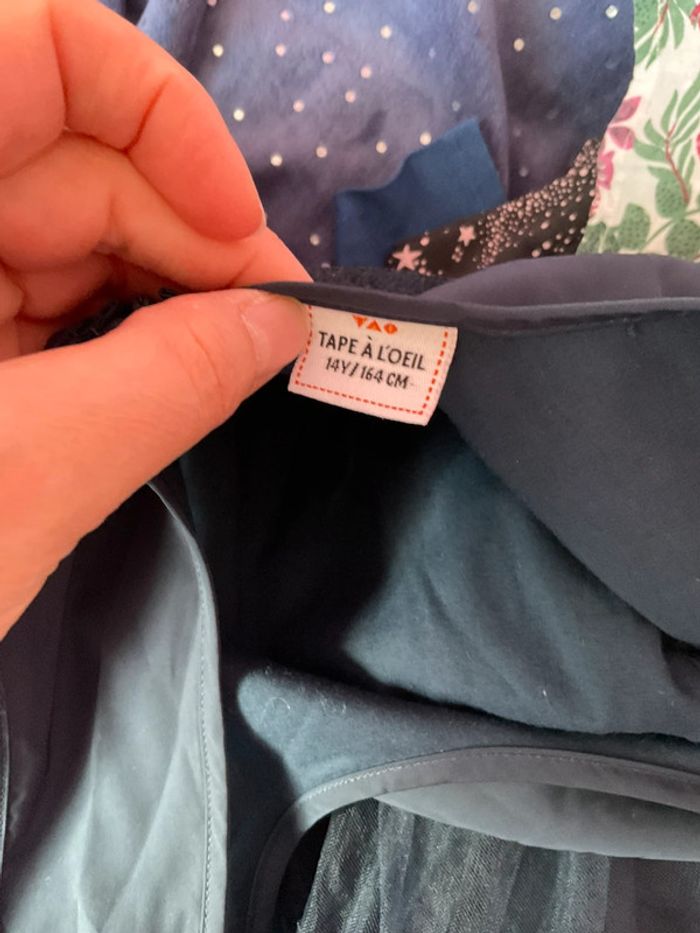 TAO
TAPE À L'OEIL
14Y/164 CM